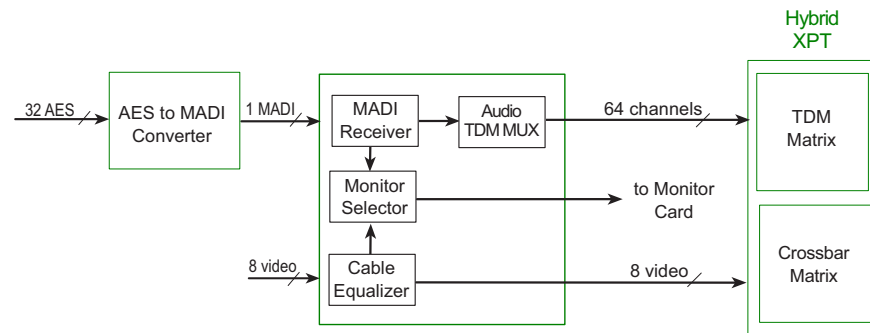 Hybrid
XPT
32 AES
AES to MADI
Converter
1 MADI
MADI
Receiver
Audio
TDM MUX
64 channels
TDM
Matrix
Monitor
Selector
to Monitor
Card
8 video
Cable
Equalizer
8 video
Crossbar
Matrix